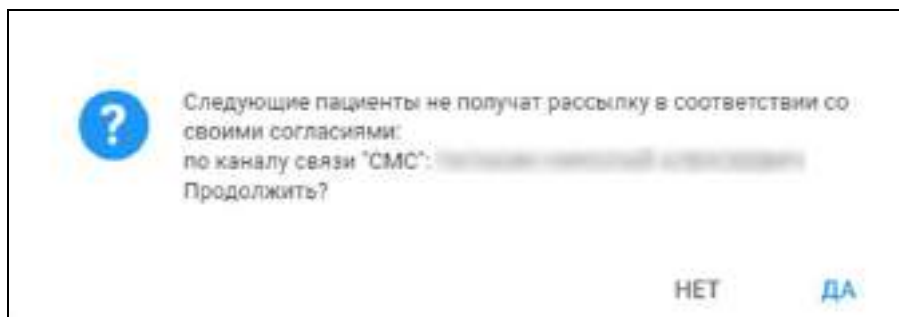 Следующие пациенты не получат рассылку в соответствии со
своими согласиями:
по каналу связи "СМС":
Продолжить?
НЕТ ДА